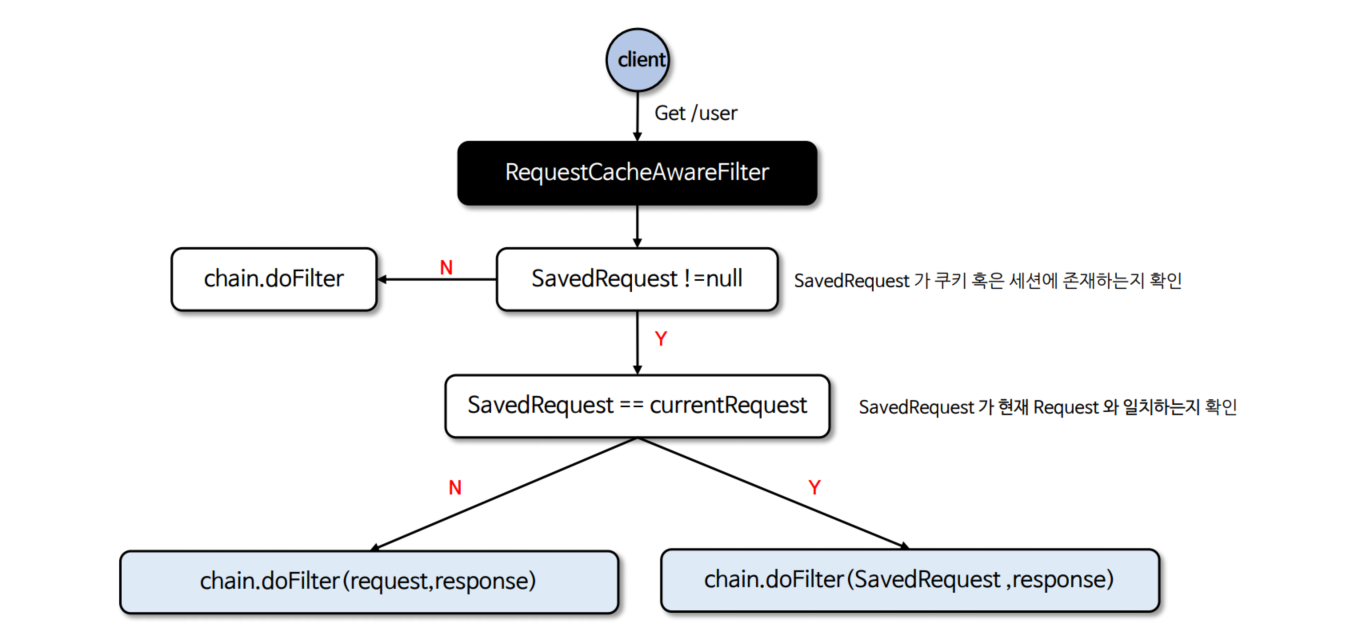 client
Get /user
RequestCacheAwareFilter
chain.doFilter
N
SavedRequest !=null
SavedRequest 가 쿠키 혹은 세션에 존재하는지 확인
Y
SavedRequest == currentRequest
SavedRequest 가 현재 Request 와 일치하는지 확인
N
Y
chain.doFilter(request,response)
chain.doFilter(SavedRequest ,response)